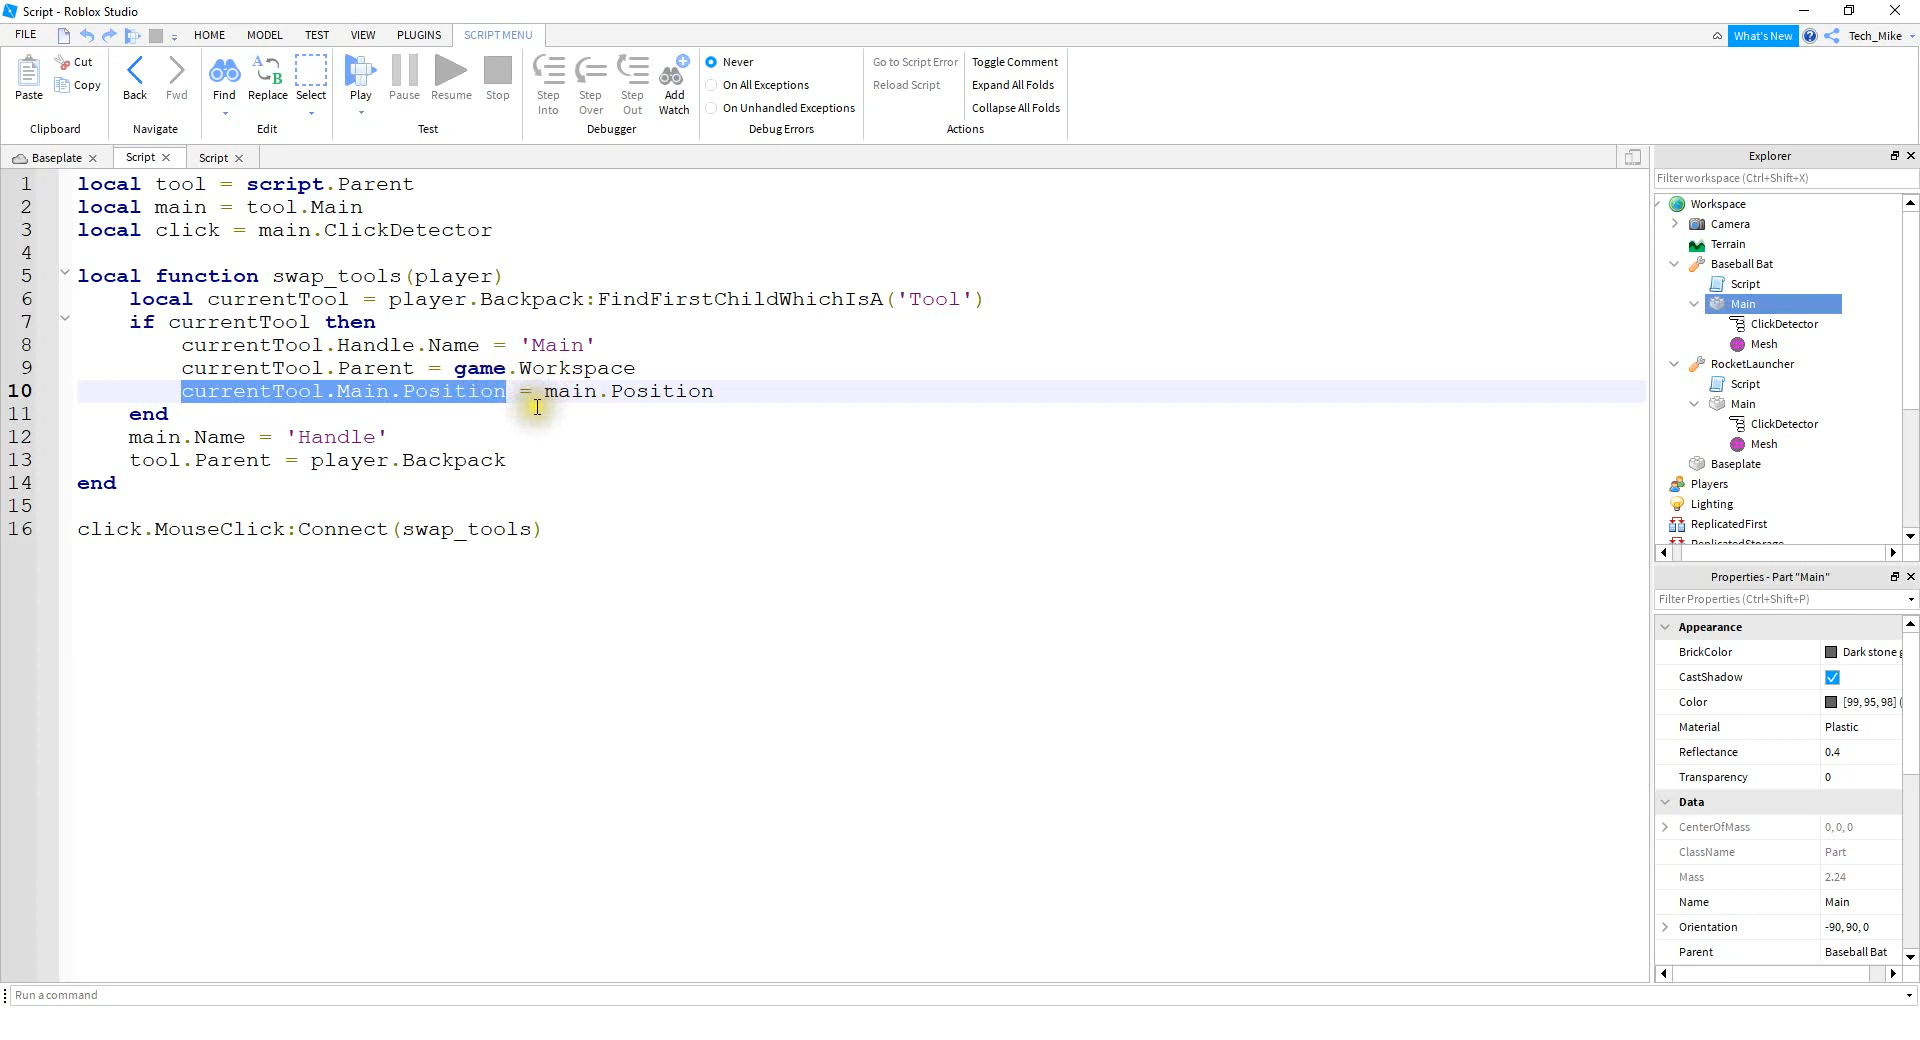 Script - Roblox Studio
FILE HOME MODEL TEST VIEW PLUGINS SCRIPT MENU What's New Tech_Mike
Paste Cut Copy Back Fwd Find Replace Select Play Pause Resume Stop Step Into Step Over Step Out Add Watch Never On All Exceptions On Unhandled Exceptions Go to Script Error Reload Script Toggle Comment Expand All Folds Collapse All Folds
Clipboard Navigate Edit Test Debugger Debug Errors Actions
Baseplate Script Script
1 local tool = script.Parent
2 local main = tool.Main
3 local click = main.ClickDetector
4
5 local function swap_tools(player)
6 local currentTool = player.Backpack:FindFirstChildWhichIsA('Tool')
7 if currentTool then
8 currentTool.Handle.Name = 'Main'
9 currentTool.Parent = game.Workspace
10 currentTool.Main.Position = main.Position
11 end
12 main.Name = 'Handle'
13 tool.Parent = player.Backpack
14 end
15
16 click.MouseClick:Connect(swap_tools)
Explorer
Filter workspace (Ctrl+Shift+X)
Workspace
Camera
Terrain
Baseball Bat
Script
Main
ClickDetector
Mesh
RocketLauncher
Script
Main
ClickDetector
Mesh
Baseplate
Players
Lighting
ReplicatedFirst
ReplicatedStorage
Properties - Part "Main"
Filter Properties (Ctrl+Shift+P)
Appearance
BrickColor Dark stone g
CastShadow
Color [99, 95, 98] (
Material Plastic
Reflectance 0.4
Transparency 0
Data
CenterOfMass 0, 0, 0
ClassName Part
Mass 2.24
Name Main
Orientation -90, 90, 0
Parent Baseball Bat
Run a command